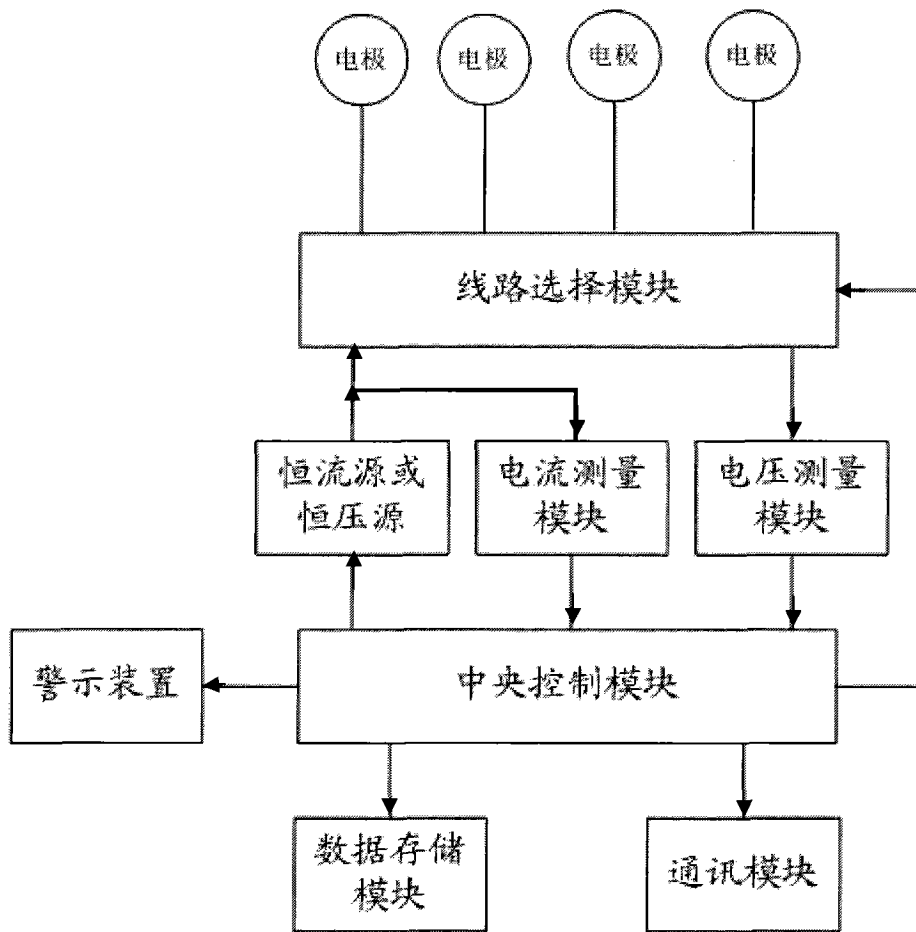 电极
电极
电极
电极
线路选择模块
恒流源或
恒压源
电流测量
模块
电压测量
模块
警示装置
中央控制模块
数据存储
模块
通讯模块